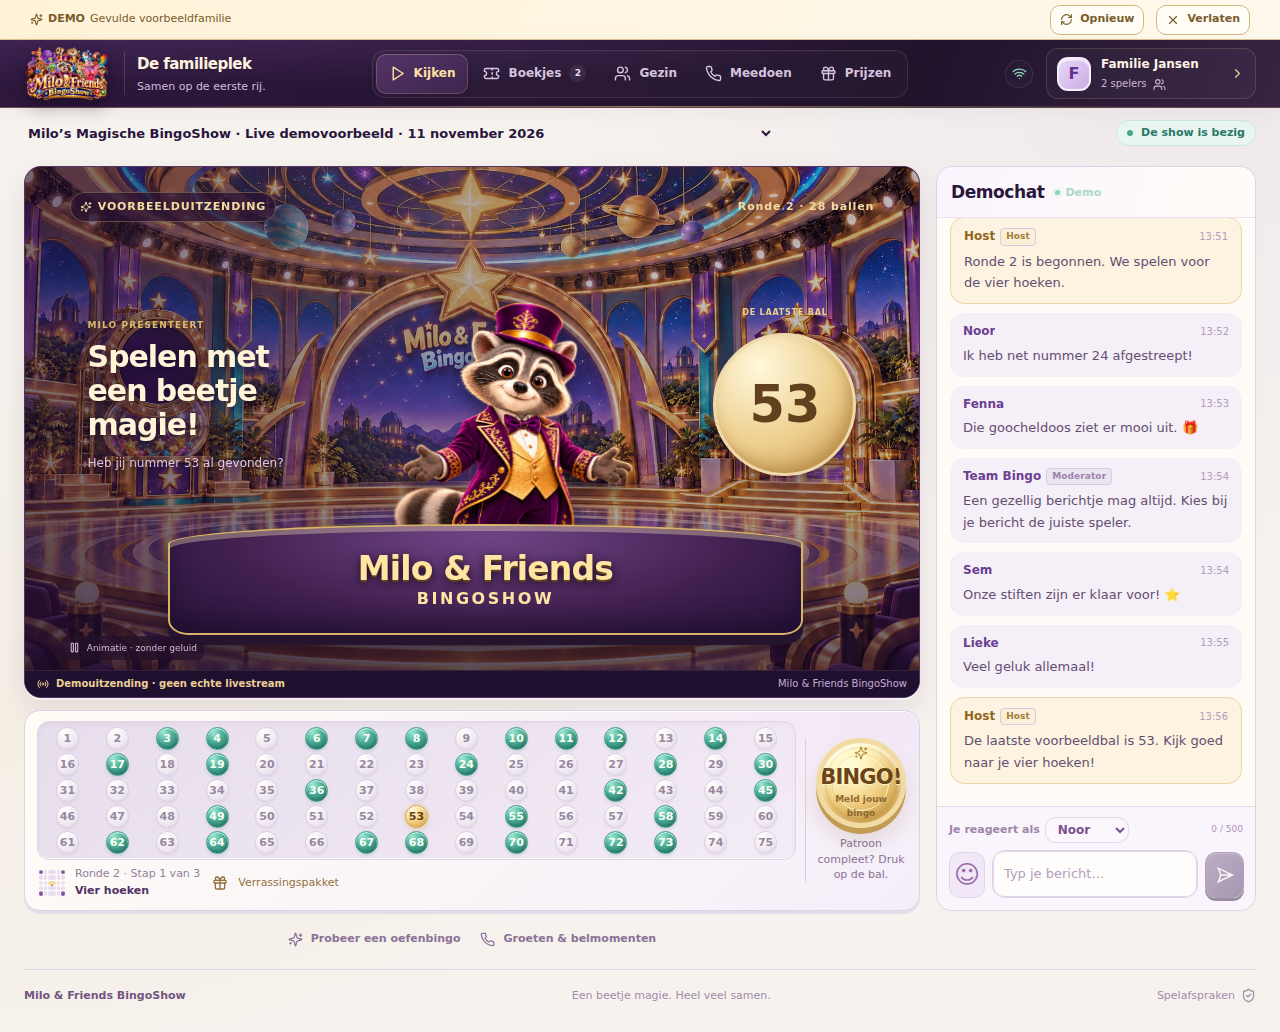 DEMO Gevulde voorbeeldfamilie
Opnieuw
Verlaten
Milo & Friends
BingoShow
De familieplek
Samen op de eerste rij.
Kijken
Boekjes 2
Gezin
Meedoen
Prijzen
F
Familie Jansen
2 spelers
Milo’s Magische BingoShow · Live demovoorbeeld · 11 november 2026
De show is bezig
VOORBEELDUITZENDING
Ronde 2 · 28 ballen
MILO PRESENTEERT
Spelen met
een beetje
magie!
Heb jij nummer 53 al gevonden?
Milo & F
Bingo
DE LAATSTE BAL
53
Milo & Friends
BINGOSHOW
Animatie · zonder geluid
Demouitzending · geen echte livestream
Milo & Friends BingoShow
1 2 3 4 5 6 7 8 9 10 11 12 13 14 15
16 17 18 19 20 21 22 23 24 25 26 27 28 29 30
31 32 33 34 35 36 37 38 39 40 41 42 43 44 45
46 47 48 49 50 51 52 53 54 55 56 57 58 59 60
61 62 63 64 65 66 67 68 69 70 71 72 73 74 75
Ronde 2 · Stap 1 van 3
Vier hoeken
Verrassingspakket
BINGO!
Meld jouw
bingo
Patroon
compleet? Druk
op de bal.
Demochat Demo
Host Host 13:51
Ronde 2 is begonnen. We spelen voor
de vier hoeken.
Noor 13:52
Ik heb net nummer 24 afgestreept!
Fenna 13:53
Die goocheldoos ziet er mooi uit. 🎁
Team Bingo Moderator 13:54
Een gezellig berichtje mag altijd. Kies bij
je bericht de juiste speler.
Sem 13:54
Onze stiften zijn er klaar voor! ⭐
Lieke 13:55
Veel geluk allemaal!
Host Host 13:56
De laatste voorbeeldbal is 53. Kijk goed
naar je vier hoeken!
Je reageert als Noor 0 / 500
Typ je bericht…
Probeer een oefenbingo
Groeten & belmomenten
Milo & Friends BingoShow
Een beetje magie. Heel veel samen.
Spelafspraken